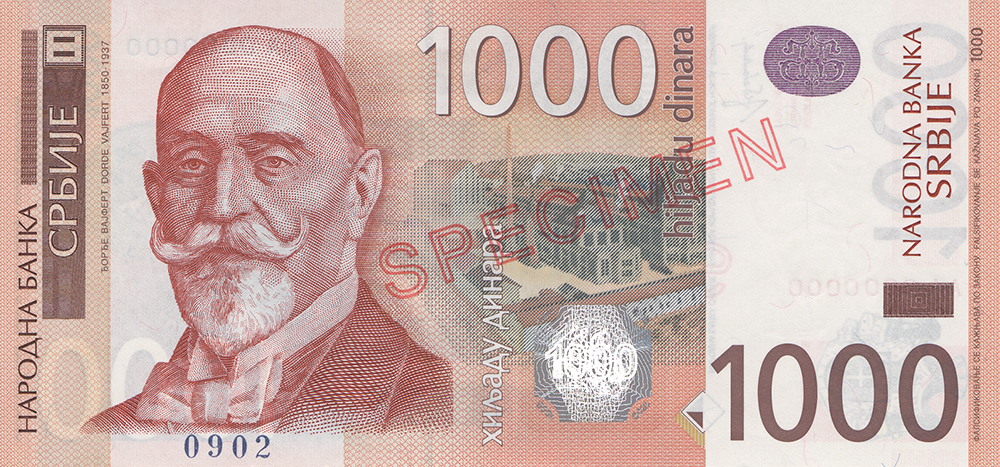 НАРОДНА БАНКА
СРБИЈЕ
ЂОРЂЕ ВАЈФЕРТ ĐORĐE VAJFERT 1850-1937
0902
1000
хиљаду динара
hiljadu dinara
SPECIMEN
1000
NARODNA BANKA
SRBIJE
1000
ФАЛСИФИКОВАЊЕ СЕ КАЖЊАВА ПО ЗАКОНУ FALSIFIKOVANJE SE KAŽNJAVA PO ZAKONU 1000